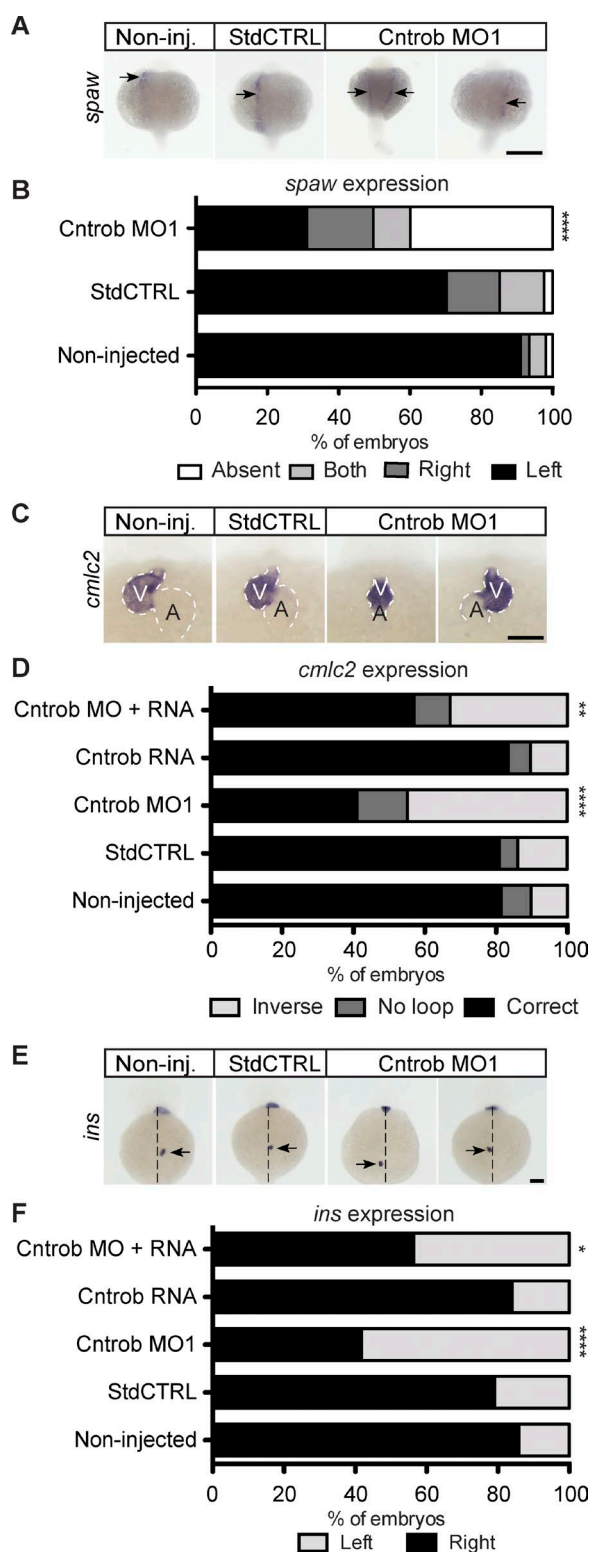 A
Non-inj. StdCTRL Cntrob MO1
spaw
B
spaw expression
Cntrob MO1
****
StdCTRL
Non-injected
0 20 40 60 80 100
% of embryos
Absent Both Right Left
C
Non-inj. StdCTRL Cntrob MO1
cmlc2
V V V V
A A A A
D
cmlc2 expression
Cntrob MO + RNA
**
Cntrob RNA
Cntrob MO1
****
StdCTRL
Non-injected
0 20 40 60 80 100
% of embryos
Inverse No loop Correct
E
Non-inj. StdCTRL Cntrob MO1
ins
F
ins expression
Cntrob MO + RNA
*
Cntrob RNA
Cntrob MO1
****
StdCTRL
Non-injected
0 20 40 60 80 100
% of embryos
Left Right